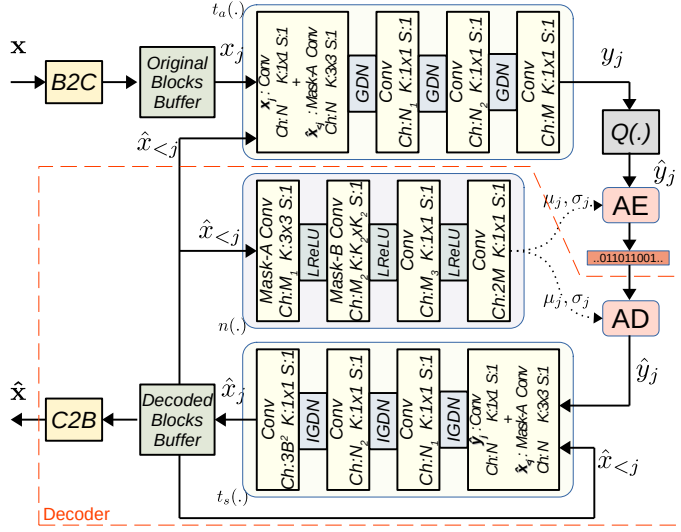 t_a(.)
x
B2C
Original
Blocks
Buffer
x_j
x_j : Conv
Ch:N K:1x1 S:1
+
x̂_{<j} : Mask-A Conv
Ch:N K:3x3 S:1
GDN
Conv
Ch:N_1 K:1x1 S:1
GDN
Conv
Ch:N_2 K:1x1 S:1
GDN
Conv
Ch:M K:1x1 S:1
y_j
Q(.)
ŷ_j
x̂_{<j}
x̂_{<j}
Mask-A Conv
Ch:M_1 K:3x3 S:1
LReLU
Mask-B Conv
Ch:M_2 K:K_2xK_2 S:1
LReLU
Conv
Ch:M_3 K:1x1 S:1
LReLU
Conv
Ch:2M K:1x1 S:1
n(.)
μ_j, σ_j
AE
..011011001..
μ_j, σ_j
AD
ŷ_j
x̂
C2B
Decoded
Blocks
Buffer
x̂_j
Conv
Ch:3B² K:1x1 S:1
IGDN
Conv
Ch:N_2 K:1x1 S:1
IGDN
Conv
Ch:N_1 K:1x1 S:1
IGDN
ŷ_j : Conv
Ch:N K:1x1 S:1
+
x̂_{<j} : Mask-A Conv
Ch:N K:3x3 S:1
x̂_{<j}
t_s(.)
Decoder